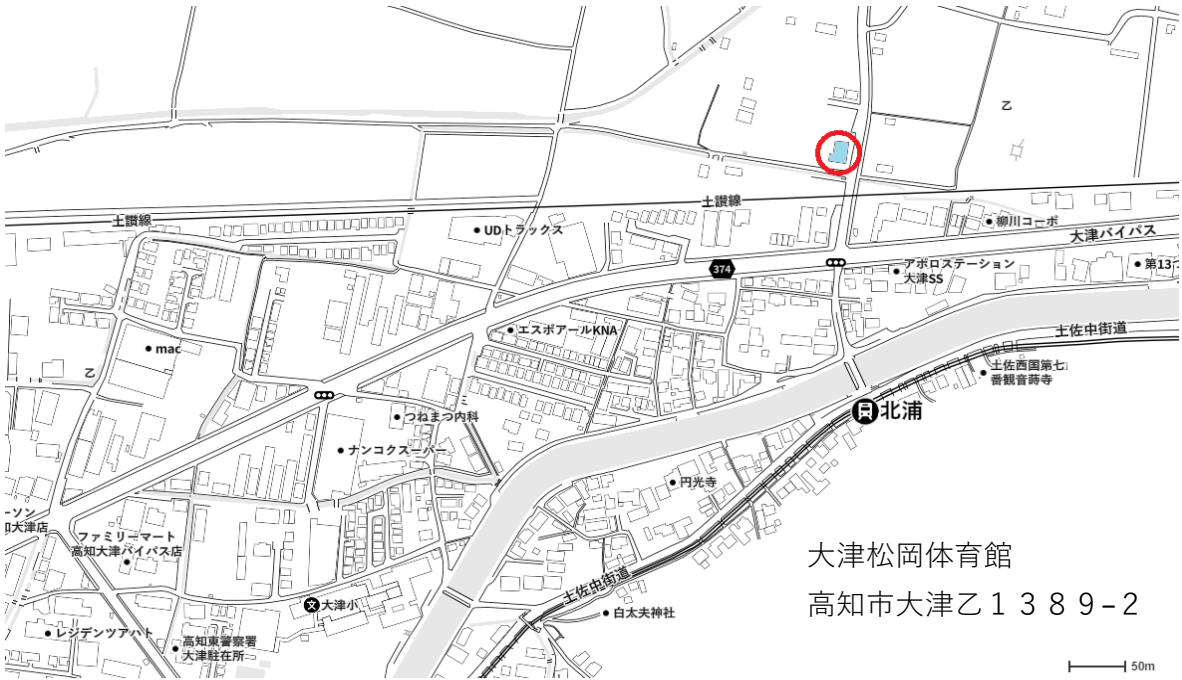 乙
土讃線
土讃線
UDトラックス
柳川コーポ
大津バイパス
374
アポロステーション
大津SS
第13つ
エスポアールKNA
土佐中街道
mac
土佐西国第七
番観音蒔寺
乙
北浦
つねまつ内科
ナンコクスーパー
円光寺
ーソン
知大津店
ファミリーマート
高知大津バイパス店
大津松岡体育館
高知市大津乙1389-2
土佐中街道
文
大津小
白太夫神社
レジデンツアハト
高知東警察署
大津駐在所
50m